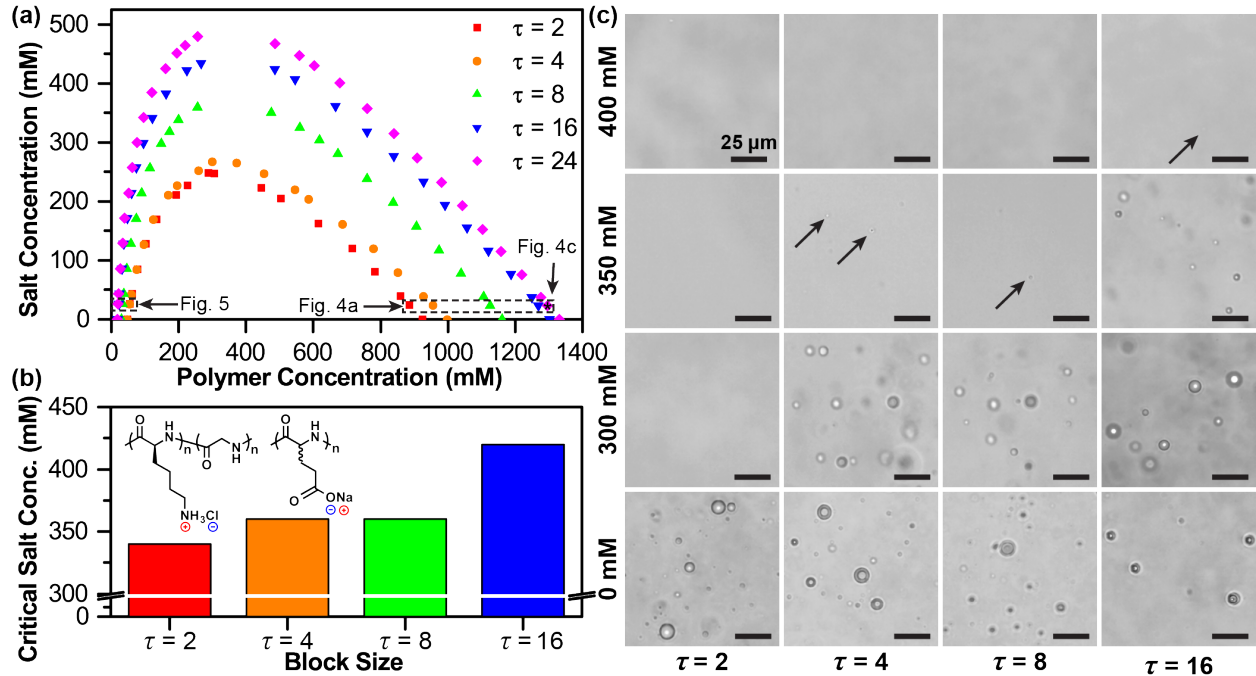 (a)
Salt Concentration (mM)
500
400
300
200
100
0
τ = 2
τ = 4
τ = 8
τ = 16
τ = 24
Fig. 5
Fig. 4a
Fig. 4c
0 200 400 600 800 1000 1200 1400
Polymer Concentration (mM)
(b)
Critical Salt Conc. (mM)
450
400
350
300
0
O H N n O N H n
NH₃Cl
⊕ ⊖
O H N n
O ONa
⊖ ⊕
τ = 2 τ = 4 τ = 8 τ = 16
Block Size
(c)
400 mM
25 µm
350 mM
300 mM
0 mM
τ = 2 τ = 4 τ = 8 τ = 16